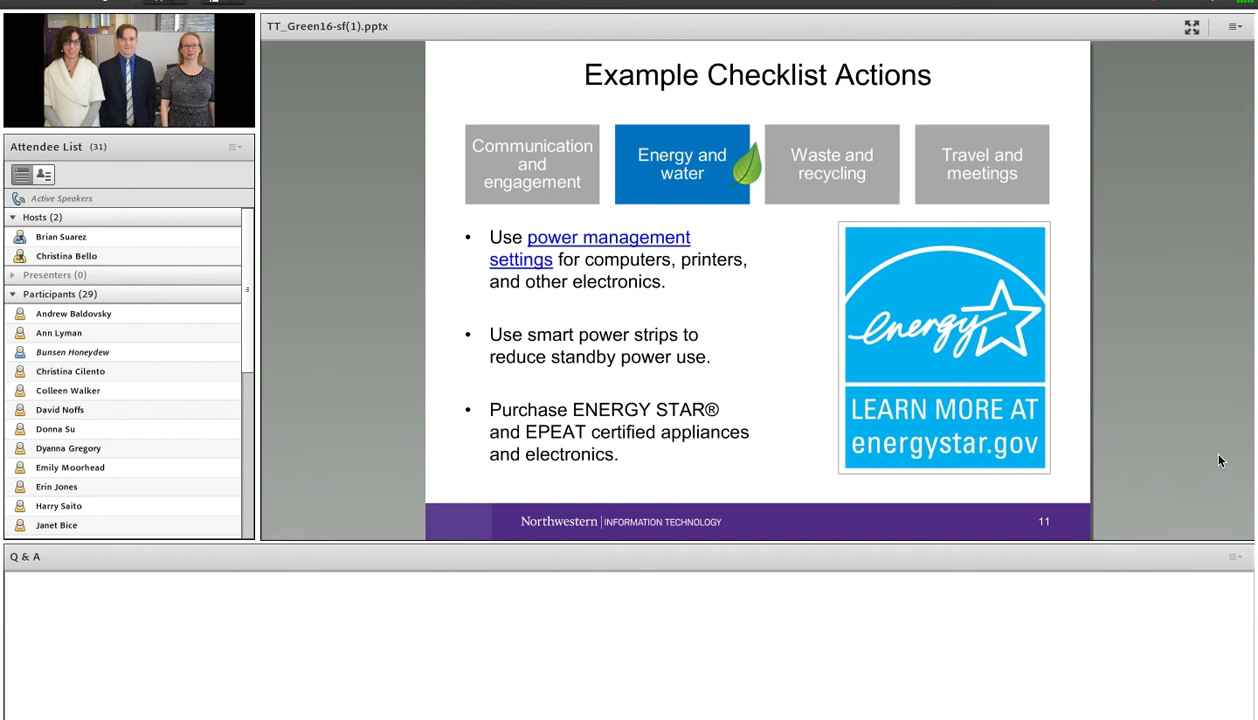 TT_Green16-sf(1).pptx
Attendee List (31)
Active Speakers
Hosts (2)
Brian Suarez
Christina Bello
Presenters (0)
Participants (29)
Andrew Baldovsky
Ann Lyman
Bunsen Honeydew
Christina Cilento
Colleen Walker
David Noffs
Donna Su
Dyanna Gregory
Emily Moorhead
Erin Jones
Harry Saito
Janet Bice
Example Checklist Actions
Communication
and
engagement
Energy and
water
Waste and
recycling
Travel and
meetings
• Use power management
settings for computers, printers,
and other electronics.
• Use smart power strips to
reduce standby power use.
• Purchase ENERGY STAR®
and EPEAT certified appliances
and electronics.
energy
LEARN MORE AT
energystar.gov
Northwestern | INFORMATION TECHNOLOGY
11
Q & A